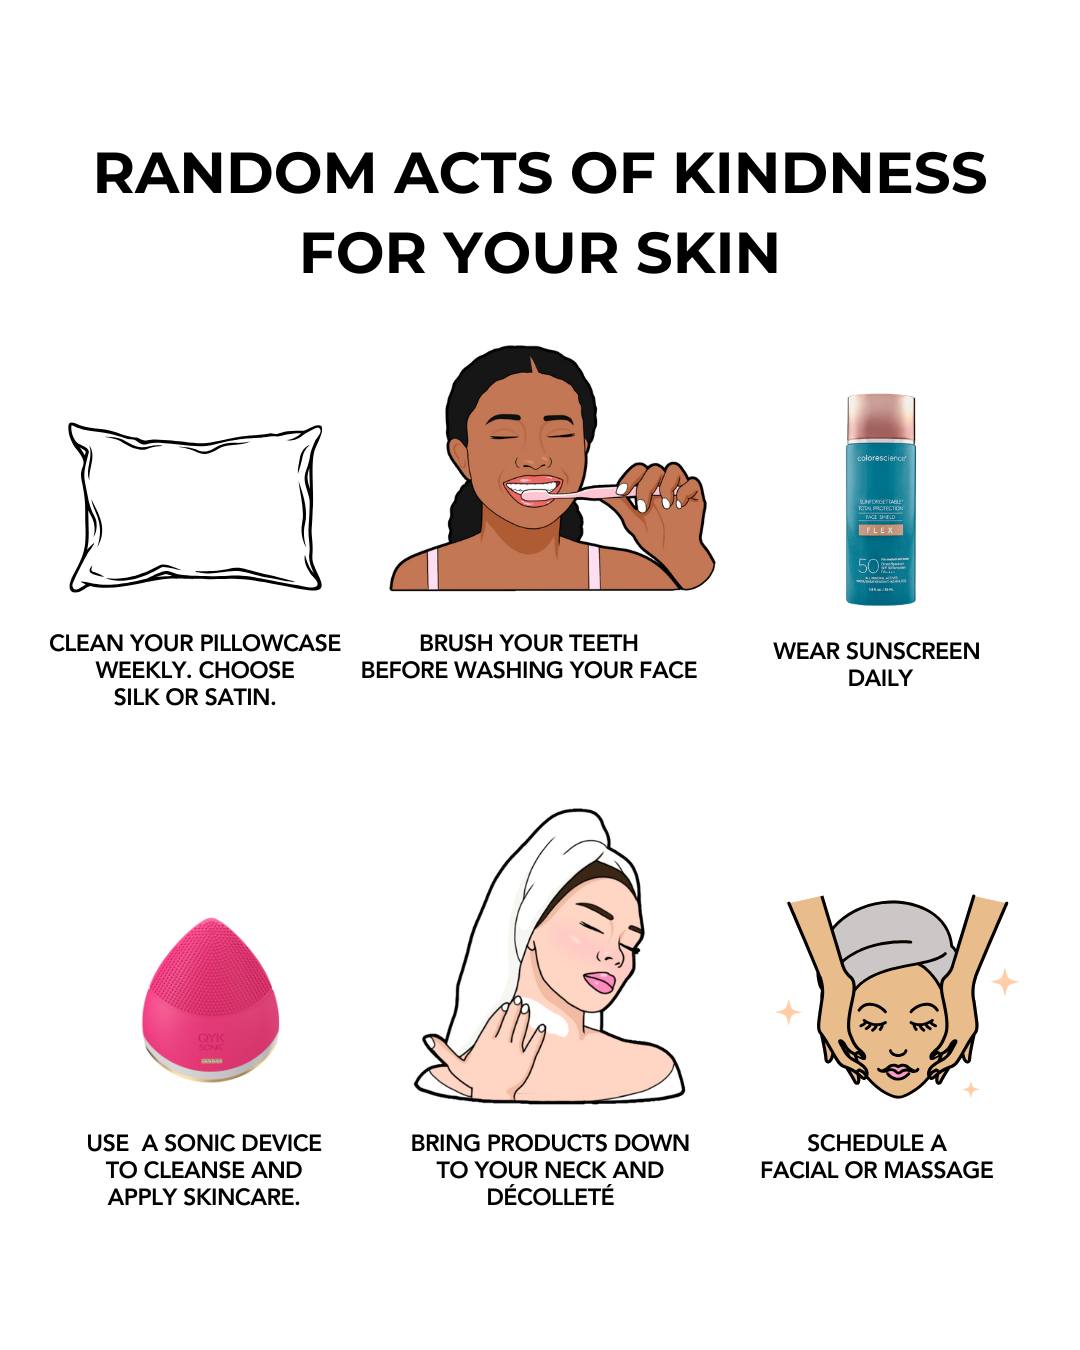 RANDOM ACTS OF KINDNESS
FOR YOUR SKIN
CLEAN YOUR PILLOWCASE
WEEKLY. CHOOSE
SILK OR SATIN.
BRUSH YOUR TEETH
BEFORE WASHING YOUR FACE
colorescience
SUNFORGETTABLE
TOTAL PROTECTION
FACE SHIELD
FLEX
50
WEAR SUNSCREEN
DAILY
QYK
SONIC
USE A SONIC DEVICE
TO CLEANSE AND
APPLY SKINCARE.
BRING PRODUCTS DOWN
TO YOUR NECK AND
DÉCOLLETÉ
SCHEDULE A
FACIAL OR MASSAGE